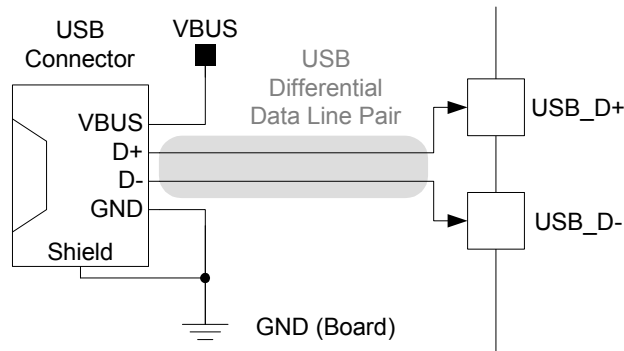 USB
Connector
VBUS
USB
Differential
Data Line Pair
VBUS
D+
D-
GND
Shield
USB_D+
USB_D-
GND (Board)